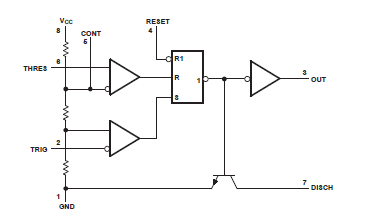 VCC
8
CONT
5
RESET
4
6
THRES
R1
R
1
S
3
OUT
2
TRIG
7
DISCH
1
GND